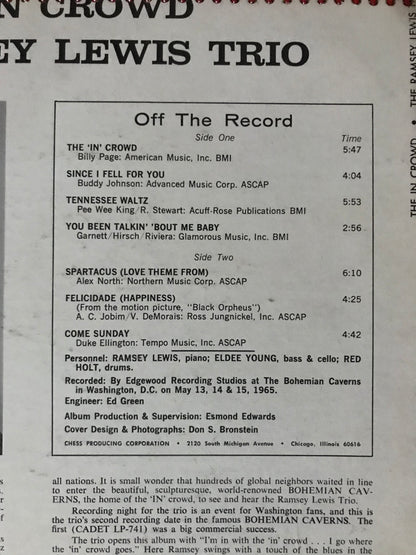 N CROWD
EY LEWIS TRIO
Off The Record
Side One Time
THE 'IN' CROWD 5:47
Billy Page: American Music, Inc. BMI
SINCE I FELL FOR YOU 4:04
Buddy Johnson: Advanced Music Corp. ASCAP
TENNESSEE WALTZ 5:53
Pee Wee King/R. Stewart: Acuff-Rose Publications BMI
YOU BEEN TALKIN' 'BOUT ME BABY 2:56
Garnett/Hirsch/Riviera: Glamorous Music, Inc. BMI
Side Two
SPARTACUS (LOVE THEME FROM) 6:10
Alex North: Northern Music Corp. ASCAP
FELICIDADE (HAPPINESS) 4:25
(From the motion picture, "Black Orpheus")
A. C. Jobim/V. DeMorais: Ross Jungnickel, Inc. ASCAP
COME SUNDAY 4:42
Duke Ellington: Tempo Music, Inc. ASCAP
Personnel: RAMSEY LEWIS, piano; ELDEE YOUNG, bass & cello; RED
HOLT, drums.
Recorded: By Edgewood Recording Studios at The Bohemian Caverns
in Washington, D.C. on May 13, 14 & 15, 1965.
Engineer: Ed Green
Album Production & Supervision: Esmond Edwards
Cover Design & Photographs: Don S. Bronstein
CHESS PRODUCING CORPORATION • 2120 South Michigan Avenue • Chicago, Illinois 60616
all nations. It is small wonder that hundreds of global neighbors waited in line
to enter the beautiful, sculpturesque, world-renowned BOHEMIAN CAV-
ERNS, the home of the 'IN' crowd, to see and hear the Ramsey Lewis Trio.
Recording night for the trio is an event for Washington fans, and this is
the trio's second recording date in the famous BOHEMIAN CAVERNS. The
first (CADET LP-741) was a big commercial success.
The trio opens this album with "I'm in with the 'in' crowd . . . I go where
the 'in' crowd goes." Here Ramsey swings with a touch of the blues in the
THE IN CROWD • THE RAMSEY LEWIS